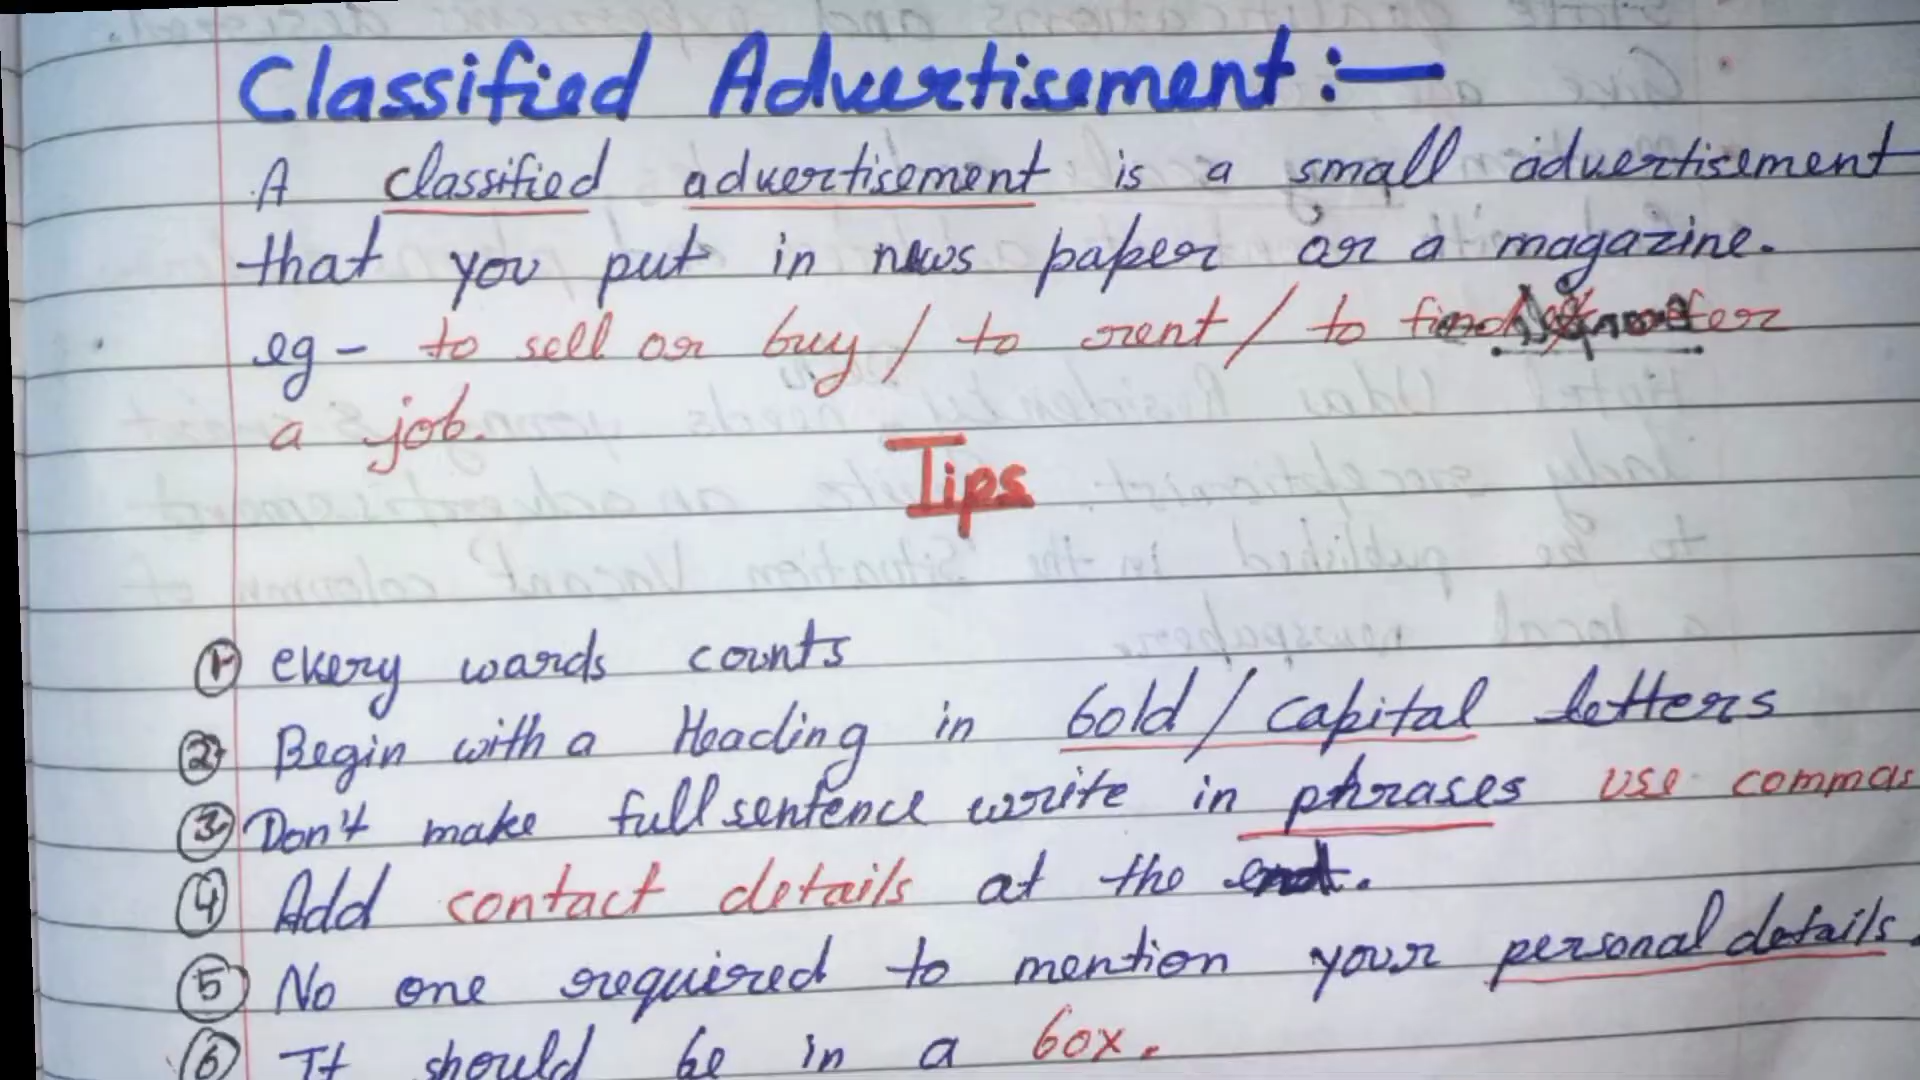 Classified Advertisement :—
A classified advertisement is a small advertisement
that you put in news paper or a magazine.
eg - to sell or buy / to rent / to find offer
a job.
Tips
1 every words counts
2 Begin with a Heading in bold / capital letters
3 Don't make full sentence write in phrases use commas
4 Add contact details at the end.
5 No one required to mention your personal details.
6 It should be in a box.